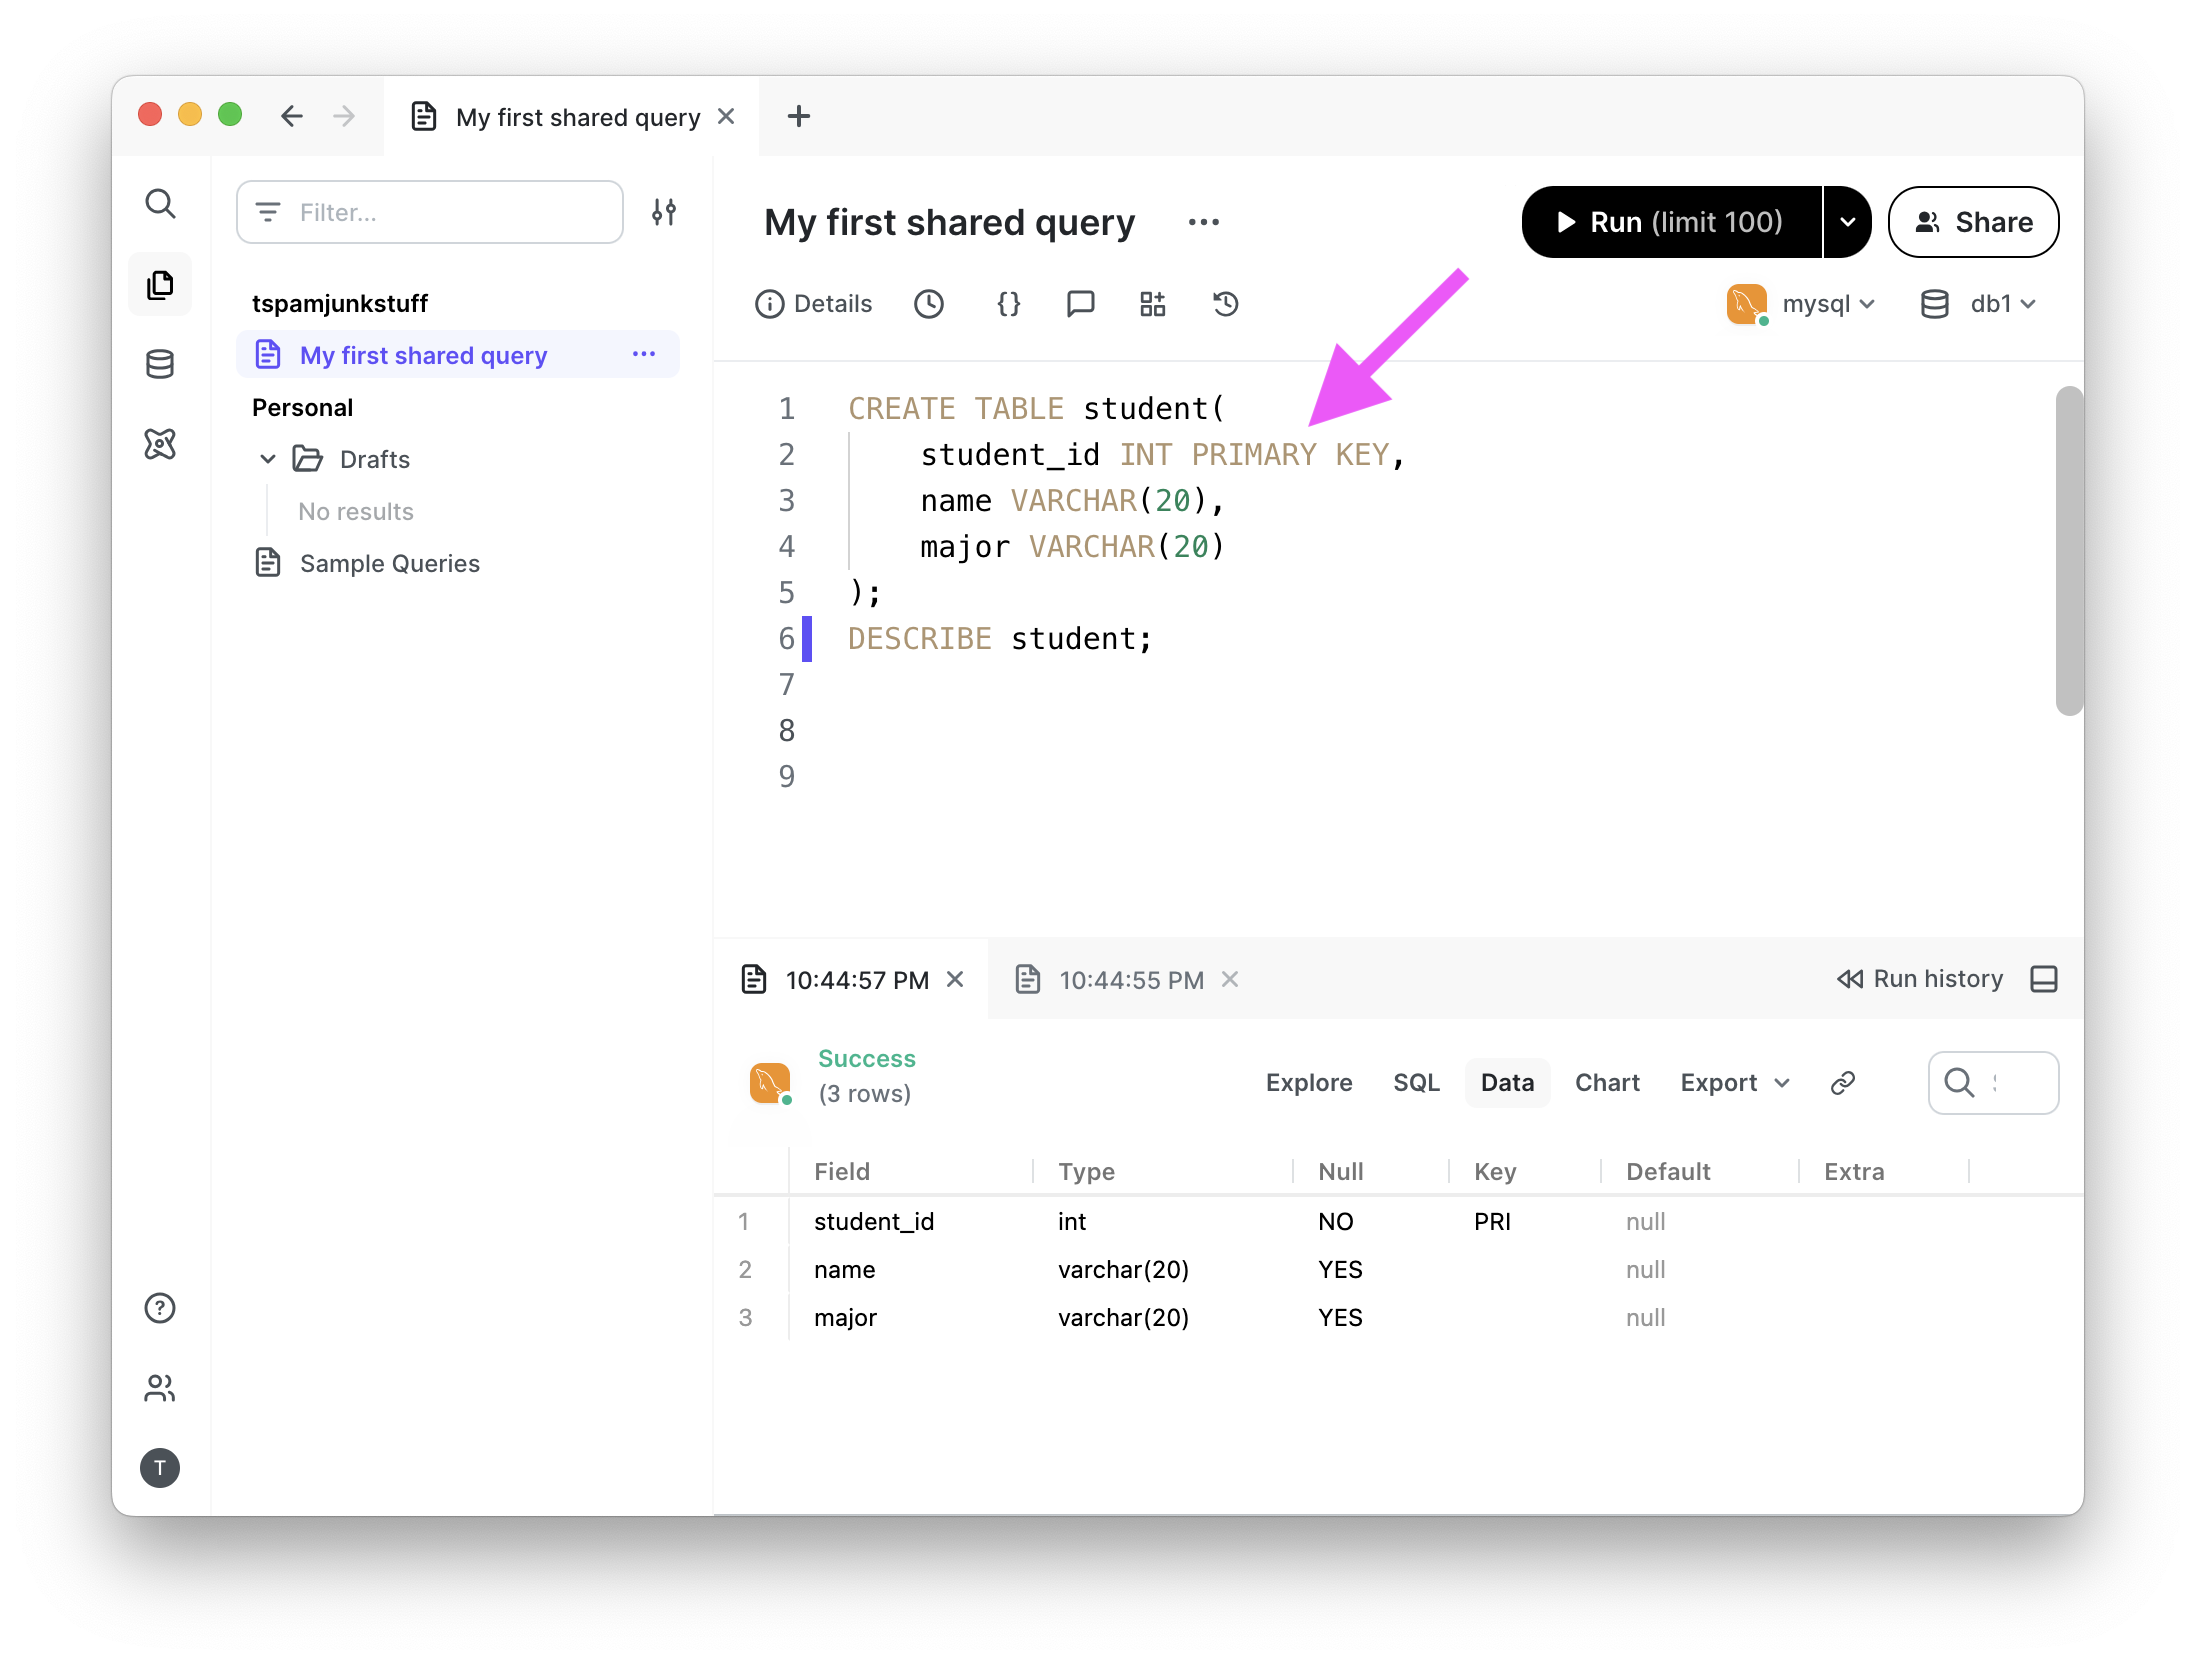 My first shared query
Filter...
tspamjunkstuff
My first shared query
Personal
Drafts
No results
Sample Queries
T
My first shared query
Run (limit 100)
Share
Details
{}
mysql
db1
1 CREATE TABLE student(
2 student_id INT PRIMARY KEY,
3 name VARCHAR(20),
4 major VARCHAR(20)
5 );
6 DESCRIBE student;
7
8
9
10:44:57 PM
10:44:55 PM
Run history
Success
(3 rows)
Explore
SQL
Data
Chart
Export
Field Type Null Key Default Extra
1 student_id int NO PRI null
2 name varchar(20) YES null
3 major varchar(20) YES null